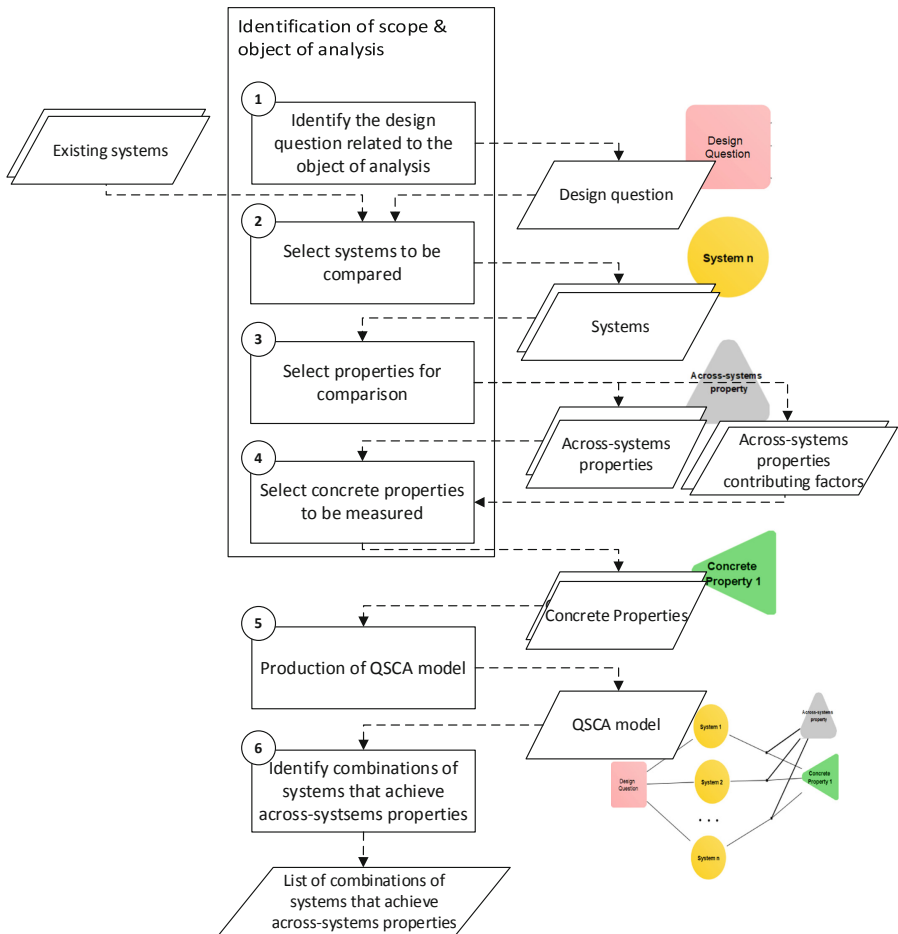 Identification of scope &
object of analysis
1
Identify the design
question related to the
object of analysis
Existing systems
Design
Question
Design question
2
Select systems to be
compared
System n
Systems
3
Select properties for
comparison
Across-systems
property
Across-systems
properties
Across-systems
properties
contributing factors
4
Select concrete properties
to be measured
Concrete
Property 1
Concrete Properties
5
Production of QSCA model
QSCA model
6
Identify combinations of
systems that achieve
across-systsems properties
System 1
Across-systems
property
Design
Question
System 2
Concrete
Property 1
. . .
System n
List of combinations of
systems that achieve
across-systems properties